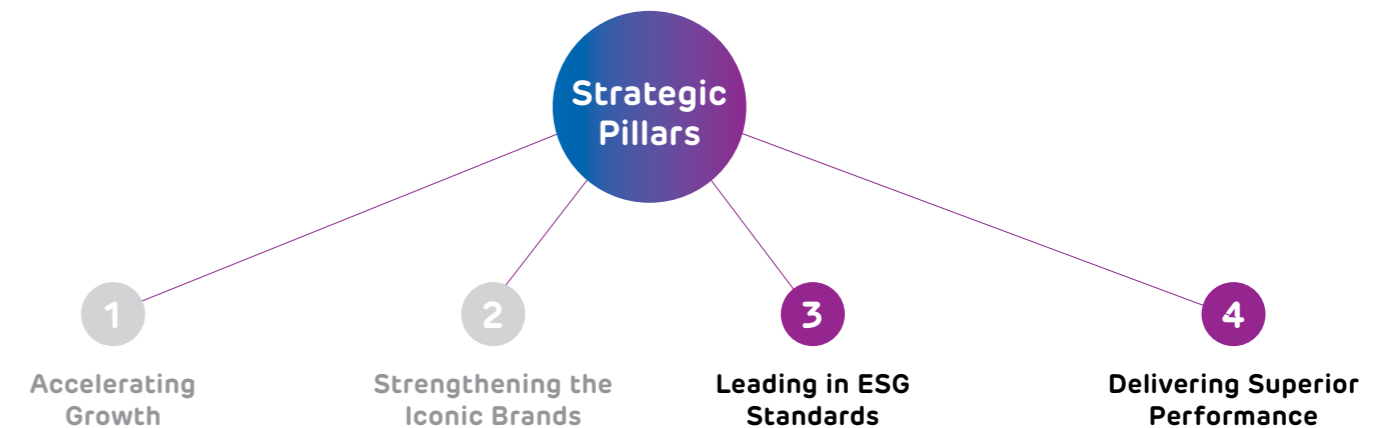 Strategic
Pillars
1
2
3
4
Accelerating
Growth
Strengthening the
Iconic Brands
Leading in ESG
Standards
Delivering Superior
Performance